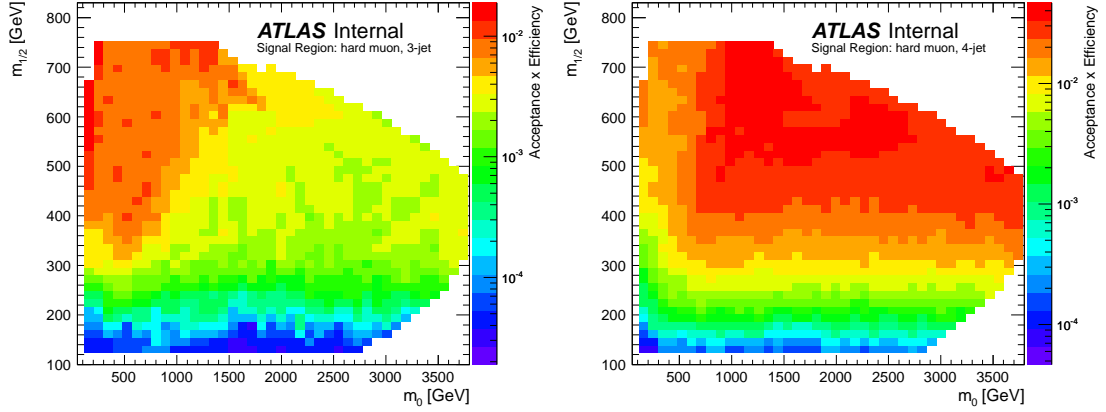 ATLAS Internal
Signal Region: hard muon, 3-jet
m1/2 [GeV]
800
700
600
500
400
300
200
100
500 1000 1500 2000 2500 3000 3500
m0 [GeV]
10-2
10-3
10-4
Acceptance x Efficiency
ATLAS Internal
Signal Region: hard muon, 4-jet
m1/2 [GeV]
800
700
600
500
400
300
200
100
500 1000 1500 2000 2500 3000 3500
m0 [GeV]
10-2
10-3
10-4
Acceptance x Efficiency